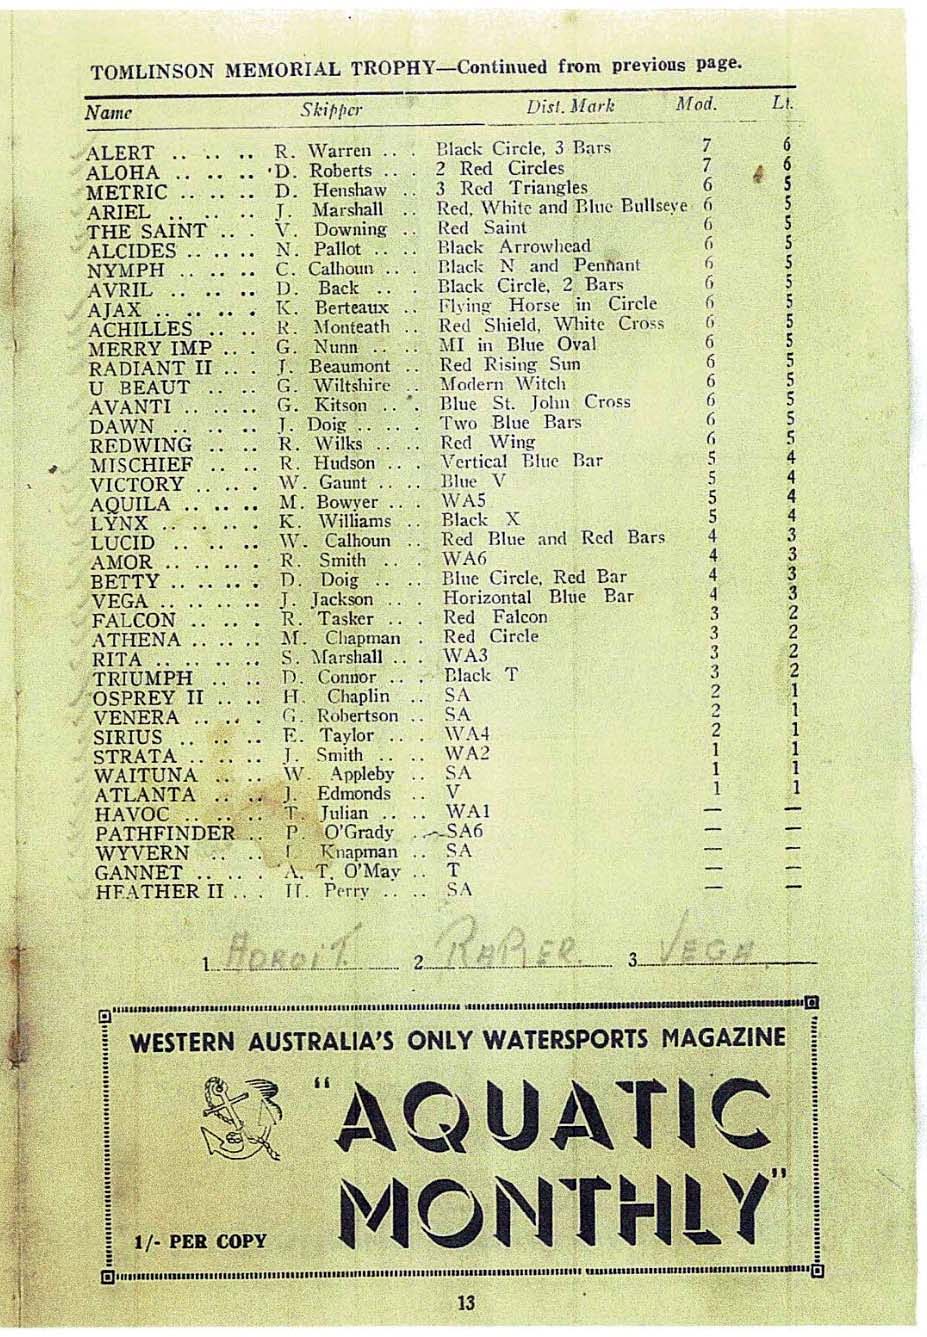 TOMLINSON MEMORIAL TROPHY—Continued from previous page.
Name Skipper Dist. Mark Mod. Lt.
ALERT .. .. .. R. Warren .. . Black Circle, 3 Bars 7 6
ALOHA .. .. .. D. Roberts .. . 2 Red Circles 7 6
METRIC .. .. .. D. Henshaw .. . 3 Red Triangles 6 5
ARIEL .. .. .. J. Marshall .. Red, White and Blue Bullseye 6 5
THE SAINT .. . V. Downing .. Red Saint 6 5
ALCIDES .. .. .. N. Pallot .. .. Black Arrowhead 6 5
NYMPH .. .. .. C. Calhoun .. . Black N and Pennant 6 5
AVRIL .. .. .. D. Back .. . Black Circle, 2 Bars 6 5
AJAX .. .. .. . K. Berteaux .. Flying Horse in Circle 6 5
ACHILLES .. .. R. Monteath .. Red Shield, White Cross 6 5
MERRY IMP .. . G. Nunn .. .. MI in Blue Oval 6 5
RADIANT II .. . J. Beaumont .. Red Rising Sun 6 5
U BEAUT .. .. G. Wiltshire .. Modern Witch 6 5
AVANTI .. .. .. G. Kitson .. . Blue St. John Cross 6 5
DAWN .. .. .. J. Doig .. .. . Two Blue Bars 6 5
REDWING .. .. R. Wilks .. .. Red Wing 6 5
MISCHIEF .. .. R. Hudson .. . Vertical Blue Bar 5 4
VICTORY .. .. . W. Gaunt .. .. Blue V 5 4
AQUILA .. .. .. M. Bowyer .. . WA5 5 4
LYNX .. .. .. K. Williams .. Black X 5 4
LUCID .. .. .. W. Calhoun .. Red Blue and Red Bars 4 3
AMOR .. .. .. R. Smith .. . WA6 4 3
BETTY .. .. .. D. Doig .. .. Blue Circle, Red Bar 4 3
VEGA .. .. .. J. Jackson .. . Horizontal Blue Bar 4 3
FALCON .. .. . R. Tasker .. . Red Falcon 3 2
ATHENA .. .. .. M. Chapman . Red Circle 3 2
RITA .. .. .. S. Marshall .. . WA3 3 2
TRIUMPH .. .. D. Connor .. . Black T 3 2
OSPREY II .. .. H. Chaplin .. SA 2 1
VENERA .. .. . G. Robertson .. SA 2 1
SIRIUS .. .. .. E. Taylor .. . WA4 2 1
STRATA .. .. .. J. Smith .. .. WA2 1 1
WAITUNA .. .. W. Appleby .. SA 1 1
ATLANTA .. .. J. Edmonds .. V 1 1
HAVOC .. .. .. T. Julian .. .. WA1 — —
PATHFINDER .. P. O'Grady .. SA6 — —
WYVERN .. .. Knapman .. SA — —
GANNET .. .. . A. T. O'May .. T — —
HEATHER II .. . H. Perry .. .. SA — —
1 ADROIT. 2 RAPIER. 3 VEGA
WESTERN AUSTRALIA'S ONLY WATERSPORTS MAGAZINE
"AQUATIC
MONTHLY"
1/- PER COPY
13